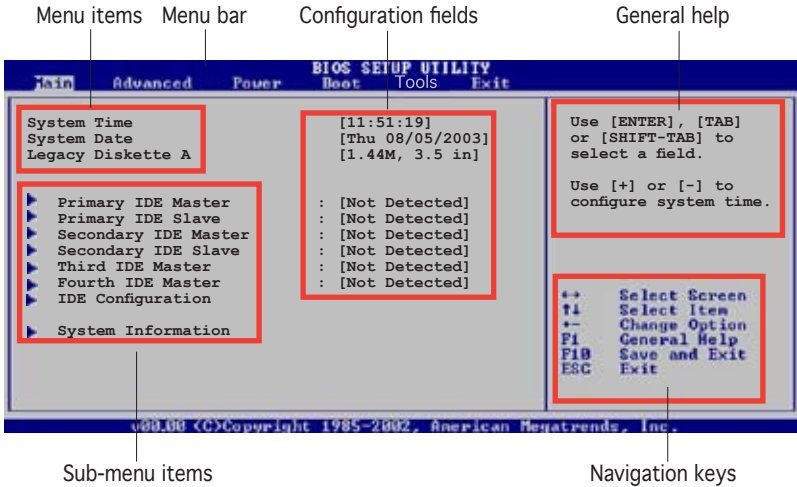 Menu items Menu bar Configuration fields General help
BIOS SETUP UTILITY
Main Advanced Power Boot Tools Exit
System Time [11:51:19]
System Date [Thu 08/05/2003]
Legacy Diskette A [1.44M, 3.5 in]
Primary IDE Master : [Not Detected]
Primary IDE Slave : [Not Detected]
Secondary IDE Master : [Not Detected]
Secondary IDE Slave : [Not Detected]
Third IDE Master : [Not Detected]
Fourth IDE Master : [Not Detected]
IDE Configuration
System Information
Use [ENTER], [TAB]
or [SHIFT-TAB] to
select a field.
Use [+] or [-] to
configure system time.
↔ Select Screen
↑↓ Select Item
+- Change Option
F1 General Help
F10 Save and Exit
ESC Exit
v00.00 (C)Copyright 1985-2002, American Megatrends, Inc.
Sub-menu items Navigation keys